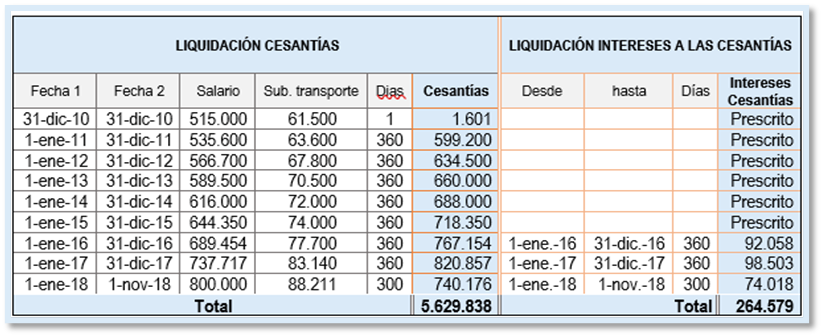 LIQUIDACIÓN CESANTÍAS LIQUIDACIÓN INTERESES A LAS CESANTÍAS
Fecha 1 Fecha 2 Salario Sub. transporte Dias Cesantías Desde hasta Días Intereses Cesantías
31-dic-10 31-dic-10 515.000 61.500 1 1.601 Prescrito
1-ene-11 31-dic-11 535.600 63.600 360 599.200 Prescrito
1-ene-12 31-dic-12 566.700 67.800 360 634.500 Prescrito
1-ene-13 31-dic-13 589.500 70.500 360 660.000 Prescrito
1-ene-14 31-dic-14 616.000 72.000 360 688.000 Prescrito
1-ene-15 31-dic-15 644.350 74.000 360 718.350 Prescrito
1-ene-16 31-dic-16 689.454 77.700 360 767.154 1-ene.-16 31-dic.-16 360 92.058
1-ene-17 31-dic-17 737.717 83.140 360 820.857 1-ene.-17 31-dic.-17 360 98.503
1-ene-18 1-nov-18 800.000 88.211 300 740.176 1-ene.-18 1-nov.-18 300 74.018
Total 5.629.838 Total 264.579